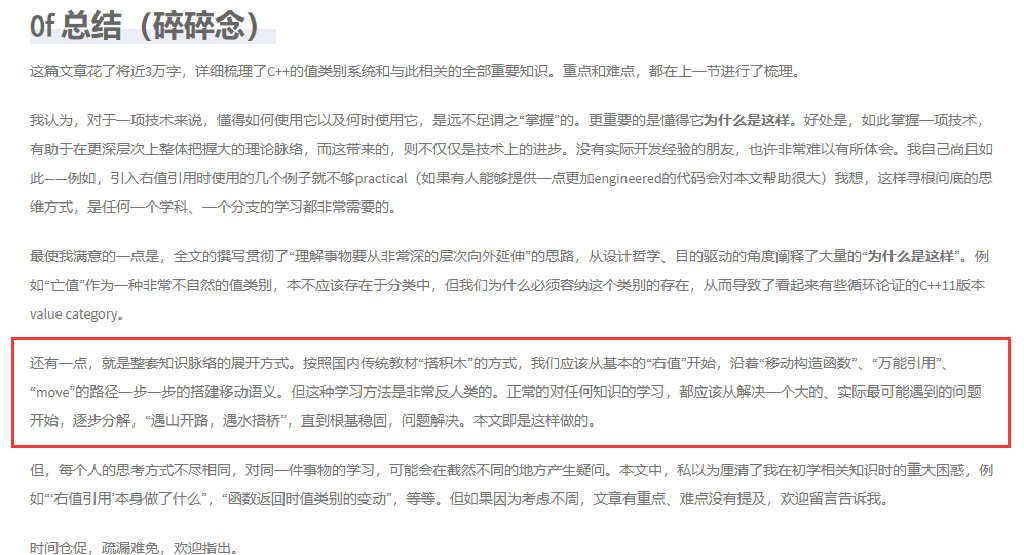 0f 总结（碎碎念）
这篇文章花了将近3万字，详细梳理了C++的值类别系统和与此相关的全部重要知识。重点和难点，都在上一节进行了梳理。
我认为，对于一项技术来说，懂得如何使用它以及何时使用它，是远不足谓之“掌握”的。更重要的是懂得它为什么是这样。好处是，如此掌握一项技术，
有助于在更深层次上整体把握大的理论脉络，而这带来的，则不仅仅是技术上的进步。没有实际开发经验的朋友，也许非常难以有所体会。我自己尚且如
此——例如，引入右值引用时使用的几个例子就不够practical（如果有人能够提供一点更加engineered的代码会对本文帮助很大）我想，这样寻根问底的思
维方式，是任何一个学科、一个分支的学习都非常需要的。
最使我满意的一点是，全文的撰写贯彻了“理解事物要从非常深的层次向外延伸”的思路，从设计哲学、目的驱动的角度阐释了大量的“为什么是这样”。例
如“亡值”作为一种非常不自然的值类别，本不应该存在于分类中，但我们为什么必须容纳这个类别的存在，从而导致了看起来有些循环论证的C++11版本
value category。
还有一点，就是整套知识脉络的展开方式。按照国内传统教材“搭积木”的方式，我们应该从基本的“右值”开始，沿着“移动构造函数”、“万能引用”、
“move”的路径一步一步的搭建移动语义。但这种学习方法是非常反人类的。正常的对任何知识的学习，都应该从解决一个大的、实际最可能遇到的问题
开始，逐步分解，“遇山开路，遇水搭桥”，直到根基稳固，问题解决。本文即是这样做的。
但，每个人的思考方式不尽相同，对同一件事物的学习，可能会在截然不同的地方产生疑问。本文中，私以为厘清了我在初学相关知识时的重大困惑，例
如“‘右值引用’本身做了什么”，“函数返回时值类别的变动”，等等。但如果因为考虑不周，文章有重点、难点没有提及，欢迎留言告诉我。
时间仓促，疏漏难免，欢迎指出。